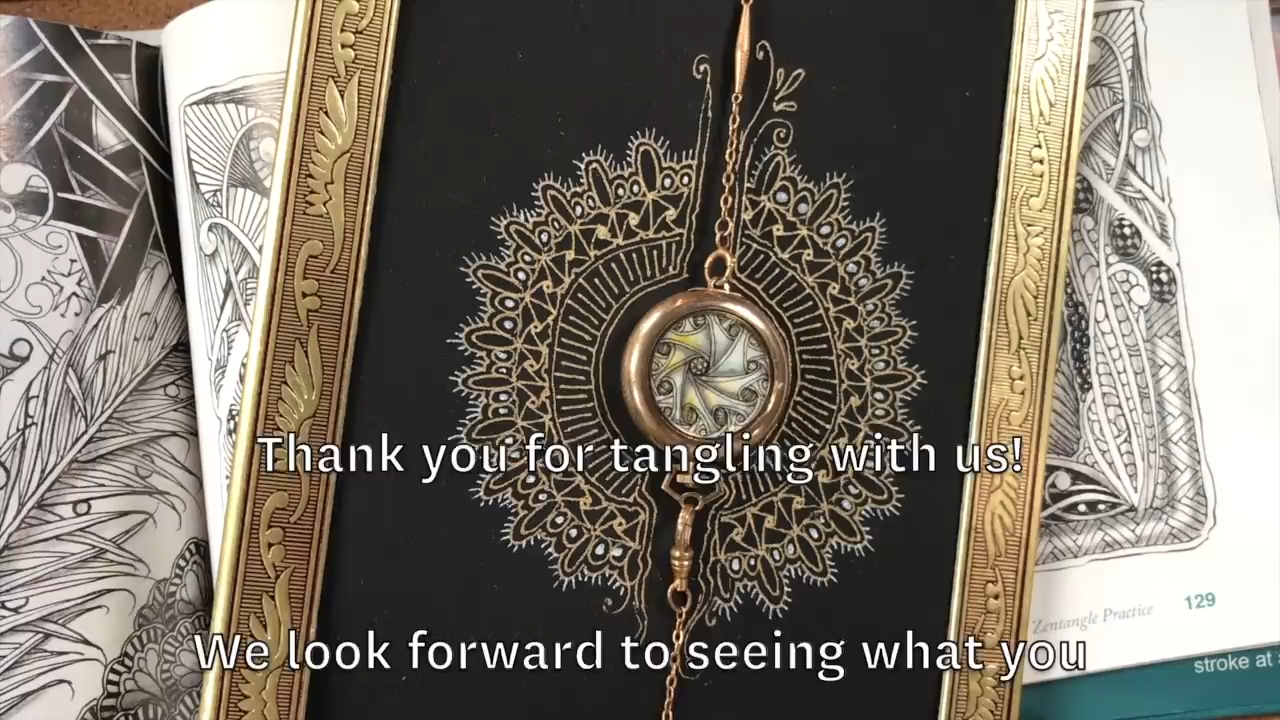 Thank you for tangling with us!
We look forward to seeing what you
Zentangle Practice 129
stroke at